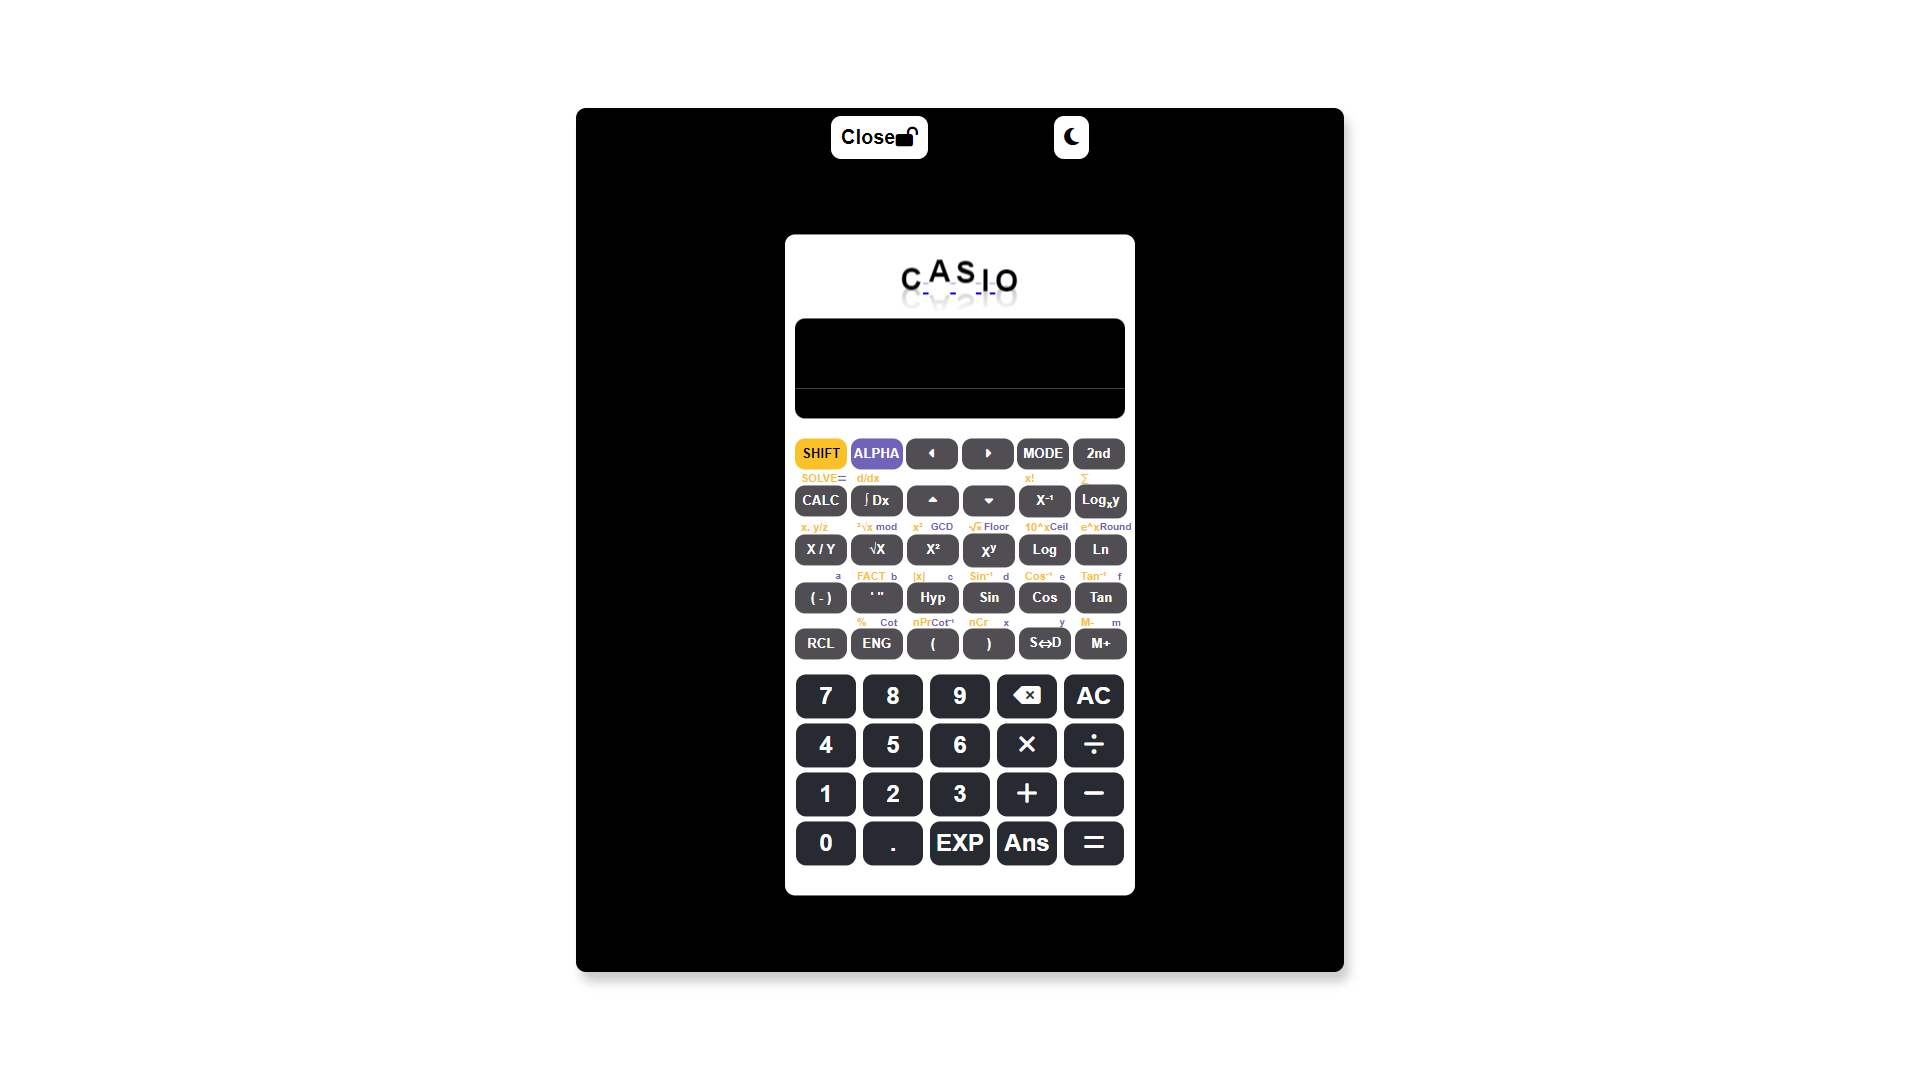 Close
CASIO
SHIFT ALPHA MODE 2nd
SOLVE= d/dx x! ∑
CALC ∫Dx X⁻¹ Logₓy
x. y/z ³√x mod x³ GCD √ Floor 10^x Ceil e^x Round
X / Y √X X² Xʸ Log Ln
a FACT b |x| c Sin⁻¹ d Cos⁻¹ e Tan⁻¹ f
( - ) ' " Hyp Sin Cos Tan
% Cot nPr Cot⁻¹ nCr x y M- m
RCL ENG ( ) S⇔D M+
7 8 9 AC
4 5 6 × ÷
1 2 3 + −
0 . EXP Ans =